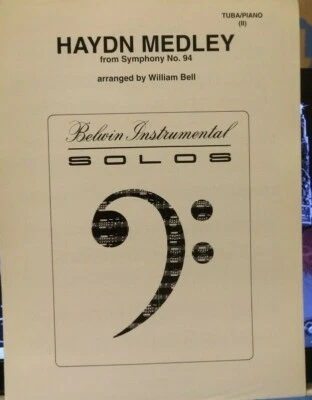 TUBA/PIANO
(II)
HAYDN MEDLEY
from Symphony No. 94
arranged by William Bell
Belwin Instrumental
SOLOS